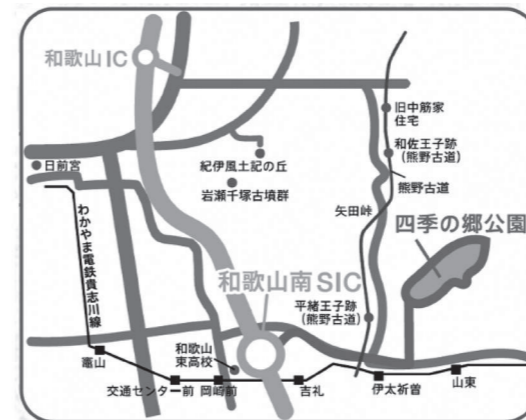 和歌山IC
旧中筋家
住宅
日前宮
紀伊風土記の丘
和佐王子跡
(熊野古道)
岩瀬千塚古墳群
熊野古道
わかやま電鉄貴志川線
矢田峠
四季の郷公園
和歌山南SIC
平緒王子跡
(熊野古道)
竈山
和歌山
東高校
交通センター前
岡崎前
吉礼
伊太祈曽
山東